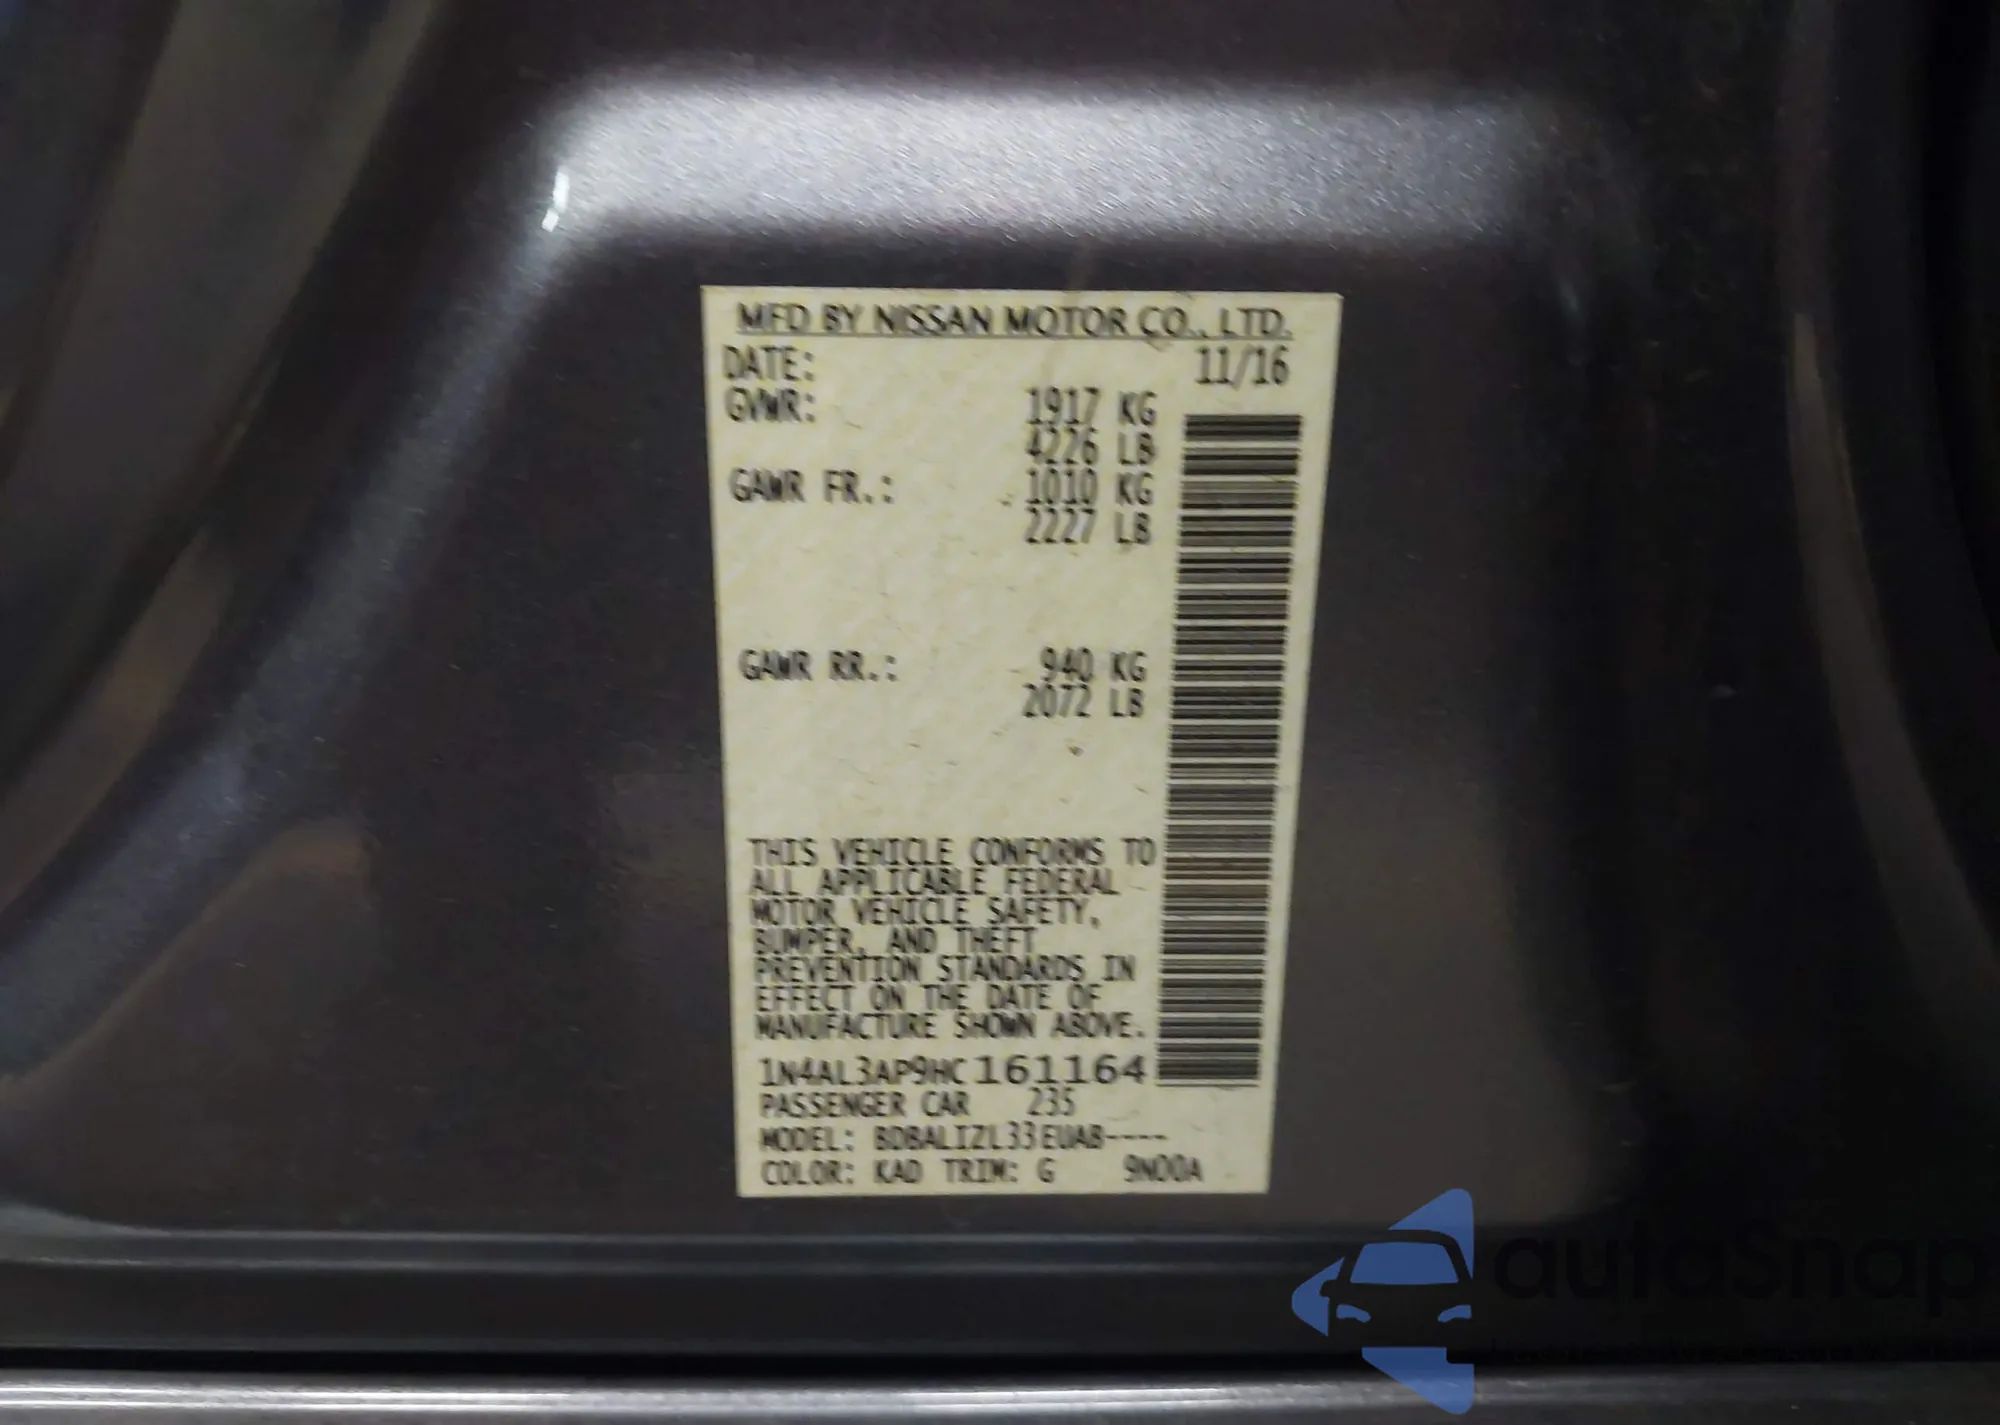 MFD BY NISSAN MOTOR CO., LTD.
DATE: 11/16
GVWR: 1917 KG
4226 LB
GAWR FR.: 1010 KG
2227 LB
GAWR RR.: 940 KG
2072 LB
THIS VEHICLE CONFORMS TO
ALL APPLICABLE FEDERAL
MOTOR VEHICLE SAFETY,
BUMPER, AND THEFT
PREVENTION STANDARDS IN
EFFECT ON THE DATE OF
MANUFACTURE SHOWN ABOVE.
1N4AL3AP9HC161164
PASSENGER CAR 235
MODEL: BDBALIZL33EUAB----
COLOR: KAD TRIM: G 9N00A
autoSnap